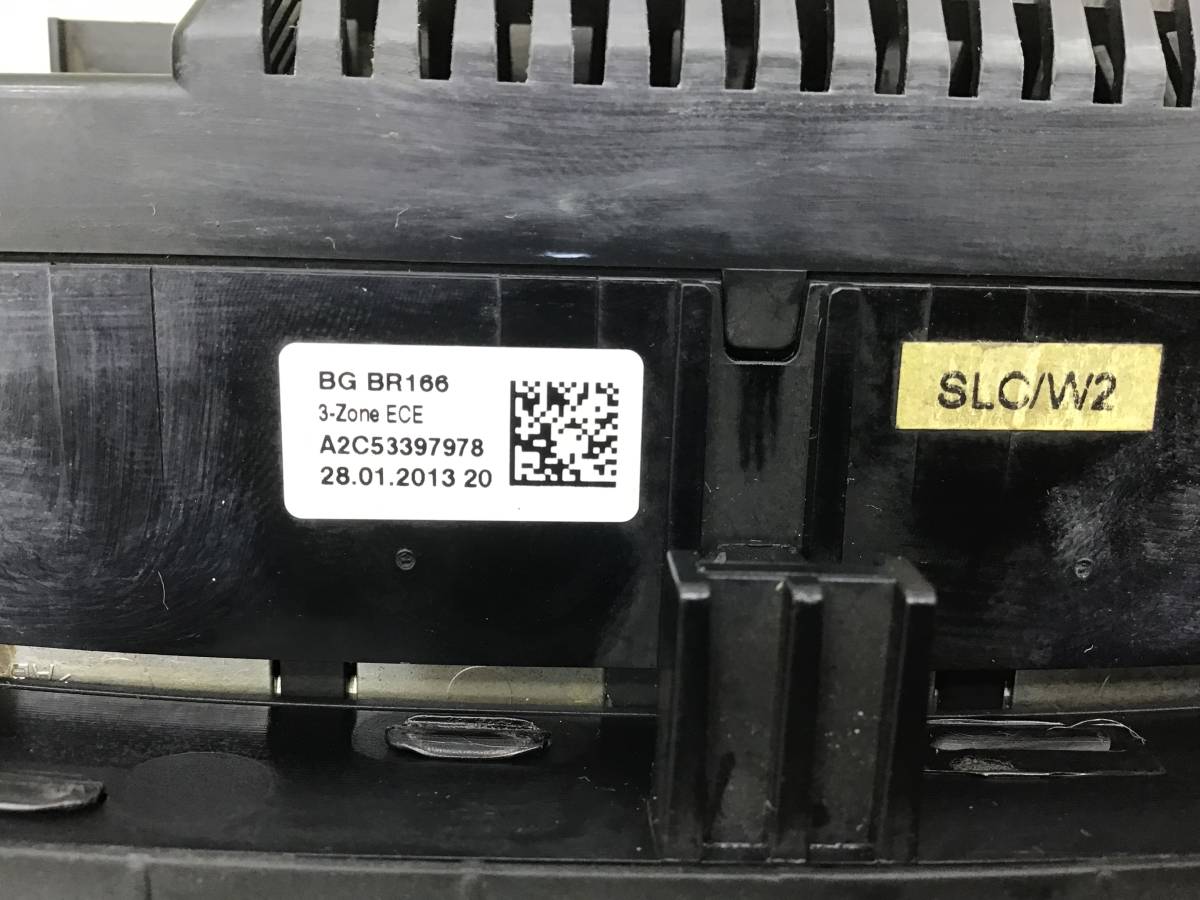 BG BR166
3-Zone ECE
A2C53397978
28.01.2013 20
SLC/W2